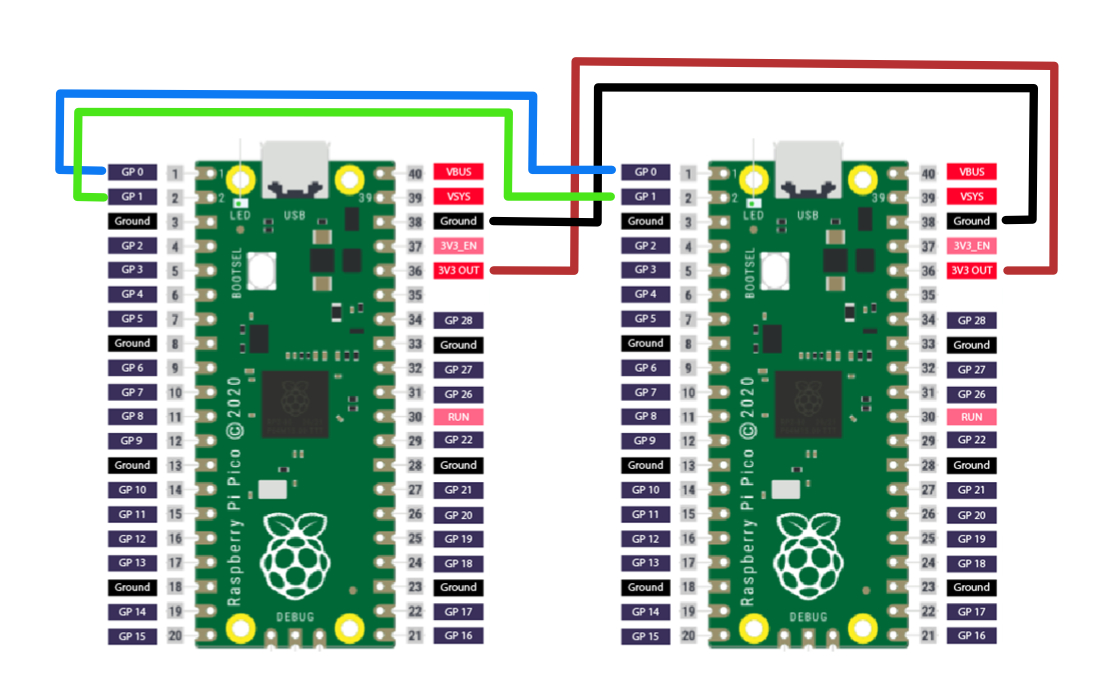 GP 0 1 1 40 VBUS
GP 1 2 2 39 39 VSYS
LED USB
Ground 3 38 Ground
GP 2 4 37 3V3_EN
BOOTSEL
GP 3 5 36 3V3 OUT
GP 4 6 35
GP 5 7 34 GP 28
Ground 8 33 Ground
GP 6 9 32 GP 27
GP 7 10 31 GP 26
GP 8 11 30 RUN
GP 9 12 29 GP 22
Ground 13 28 Ground
GP 10 14 27 GP 21
GP 11 15 26 GP 20
GP 12 16 25 GP 19
GP 13 17 24 GP 18
Ground 18 23 Ground
GP 14 19 22 GP 17
GP 15 20 21 GP 16
Raspberry Pi Pico © 2020
DEBUG
GP 0 1 1 40 VBUS
GP 1 2 2 39 39 VSYS
LED USB
Ground 3 38 Ground
GP 2 4 37 3V3_EN
BOOTSEL
GP 3 5 36 3V3 OUT
GP 4 6 35
GP 5 7 34 GP 28
Ground 8 33 Ground
GP 6 9 32 GP 27
GP 7 10 31 GP 26
GP 8 11 30 RUN
GP 9 12 29 GP 22
Ground 13 28 Ground
GP 10 14 27 GP 21
GP 11 15 26 GP 20
GP 12 16 25 GP 19
GP 13 17 24 GP 18
Ground 18 23 Ground
GP 14 19 22 GP 17
GP 15 20 21 GP 16
Raspberry Pi Pico © 2020
DEBUG